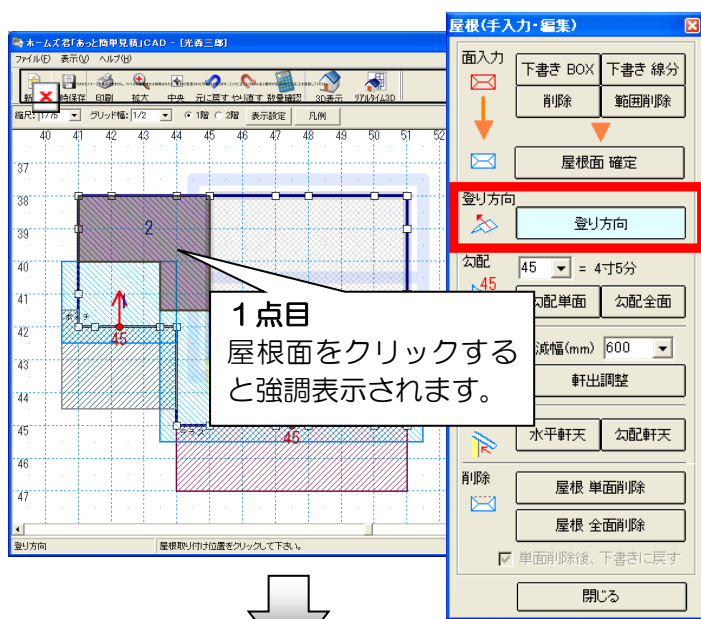 ホームズ君「あっと簡単見積」CAD - [光森三郎]
ファイル(F) 表示(V) ヘルプ(H)
新 時保存 印刷 拡大 中央 元に戻す やり直す 数量確認 3D表示 リアルタイム3D
縮尺: 1/75 グリッド幅: 1/2 1階 2階 表示設定 凡例
40 41 42 43 44 45 46 47 48 49 50 51 52
37
38
39
40
41
42
43
44
45
46
47
2
45
45
1点目
屋根面をクリックする
と強調表示されます。
登り方向 屋根取り付け位置をクリックして下さい。
屋根(手入力・編集)
面入力
下書き BOX 下書き 線分
削除 範囲削除
屋根面 確定
登り方向
登り方向
勾配
45 = 4寸5分
45
勾配単面 勾配全面
減幅(mm) 600
軒出調整
水平軒天 勾配軒天
削除
屋根 単面削除
屋根 全面削除
単面削除後、下書きに戻す
閉じる